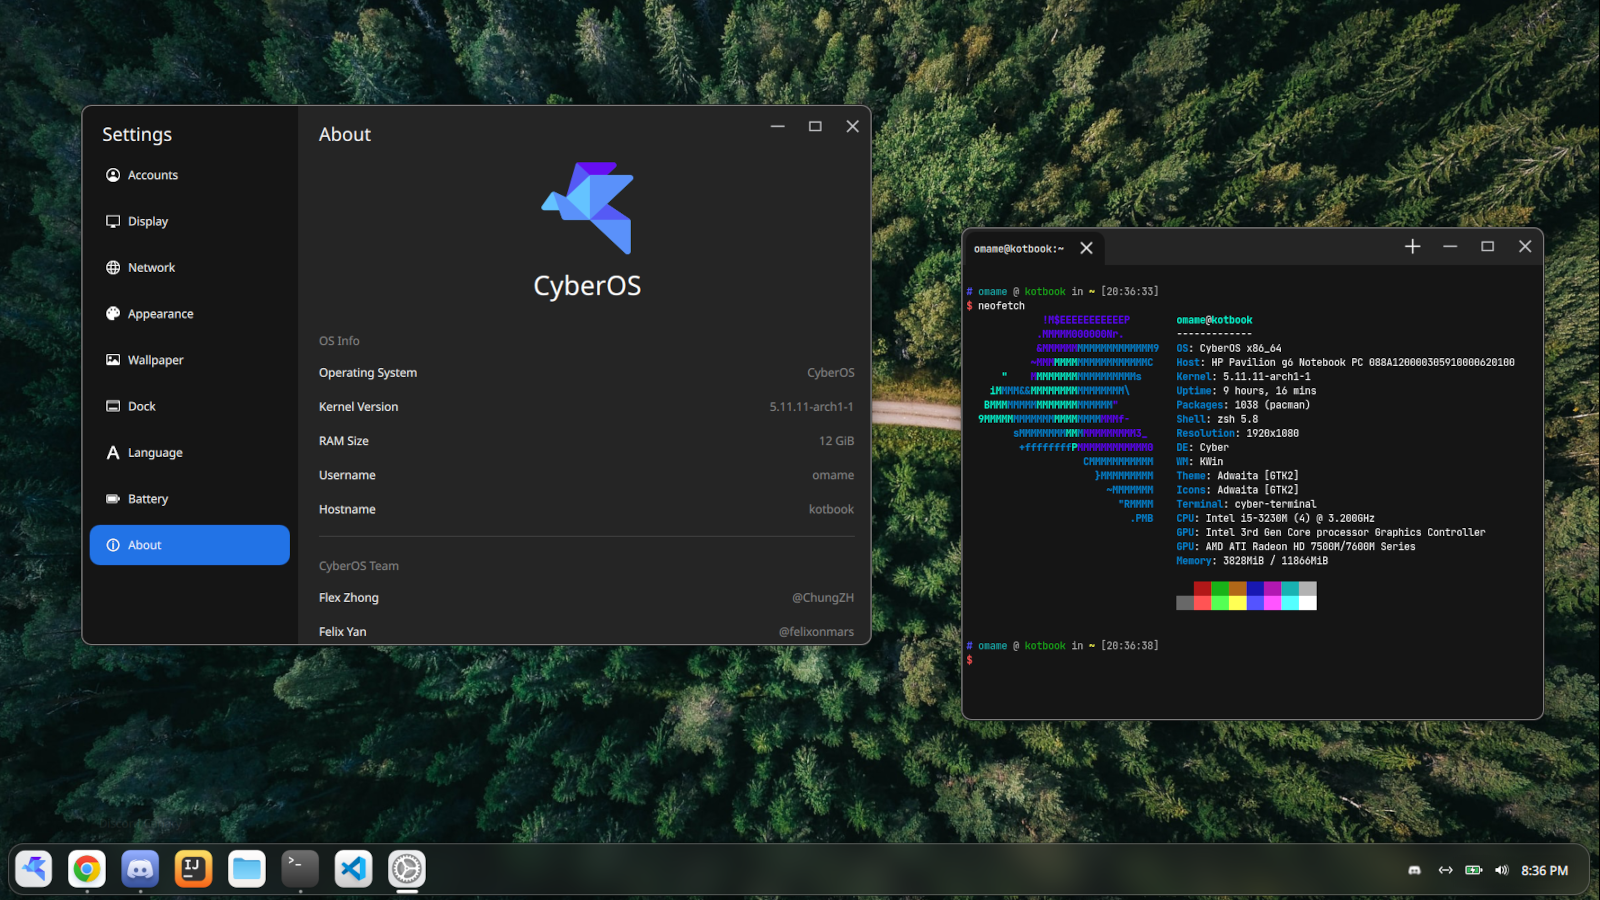 Settings
Accounts
Display
Network
Appearance
Wallpaper
Dock
Language
Battery
About
About
CyberOS
OS Info
Operating System CyberOS
Kernel Version 5.11.11-arch1-1
RAM Size 12 GiB
Username omame
Hostname kotbook
CyberOS Team
Flex Zhong @ChungZH
Felix Yan @felixonmars
omame@kotbook:~
# omame @ kotbook in ~ [20:36:33]
$ neofetch
omame@kotbook
-------------
OS: CyberOS x86_64
Host: HP Pavilion g6 Notebook PC 088A120000305910000620100
Kernel: 5.11.11-arch1-1
Uptime: 9 hours, 16 mins
Packages: 1038 (pacman)
Shell: zsh 5.8
Resolution: 1920x1080
DE: Cyber
WM: KWin
Theme: Adwaita [GTK2]
Icons: Adwaita [GTK2]
Terminal: cyber-terminal
CPU: Intel i5-3230M (4) @ 3.200GHz
GPU: Intel 3rd Gen Core processor Graphics Controller
GPU: AMD ATI Radeon HD 7500M/7600M Series
Memory: 3828MiB / 11866MiB
# omame @ kotbook in ~ [20:36:38]
$
IJ
8:36 PM